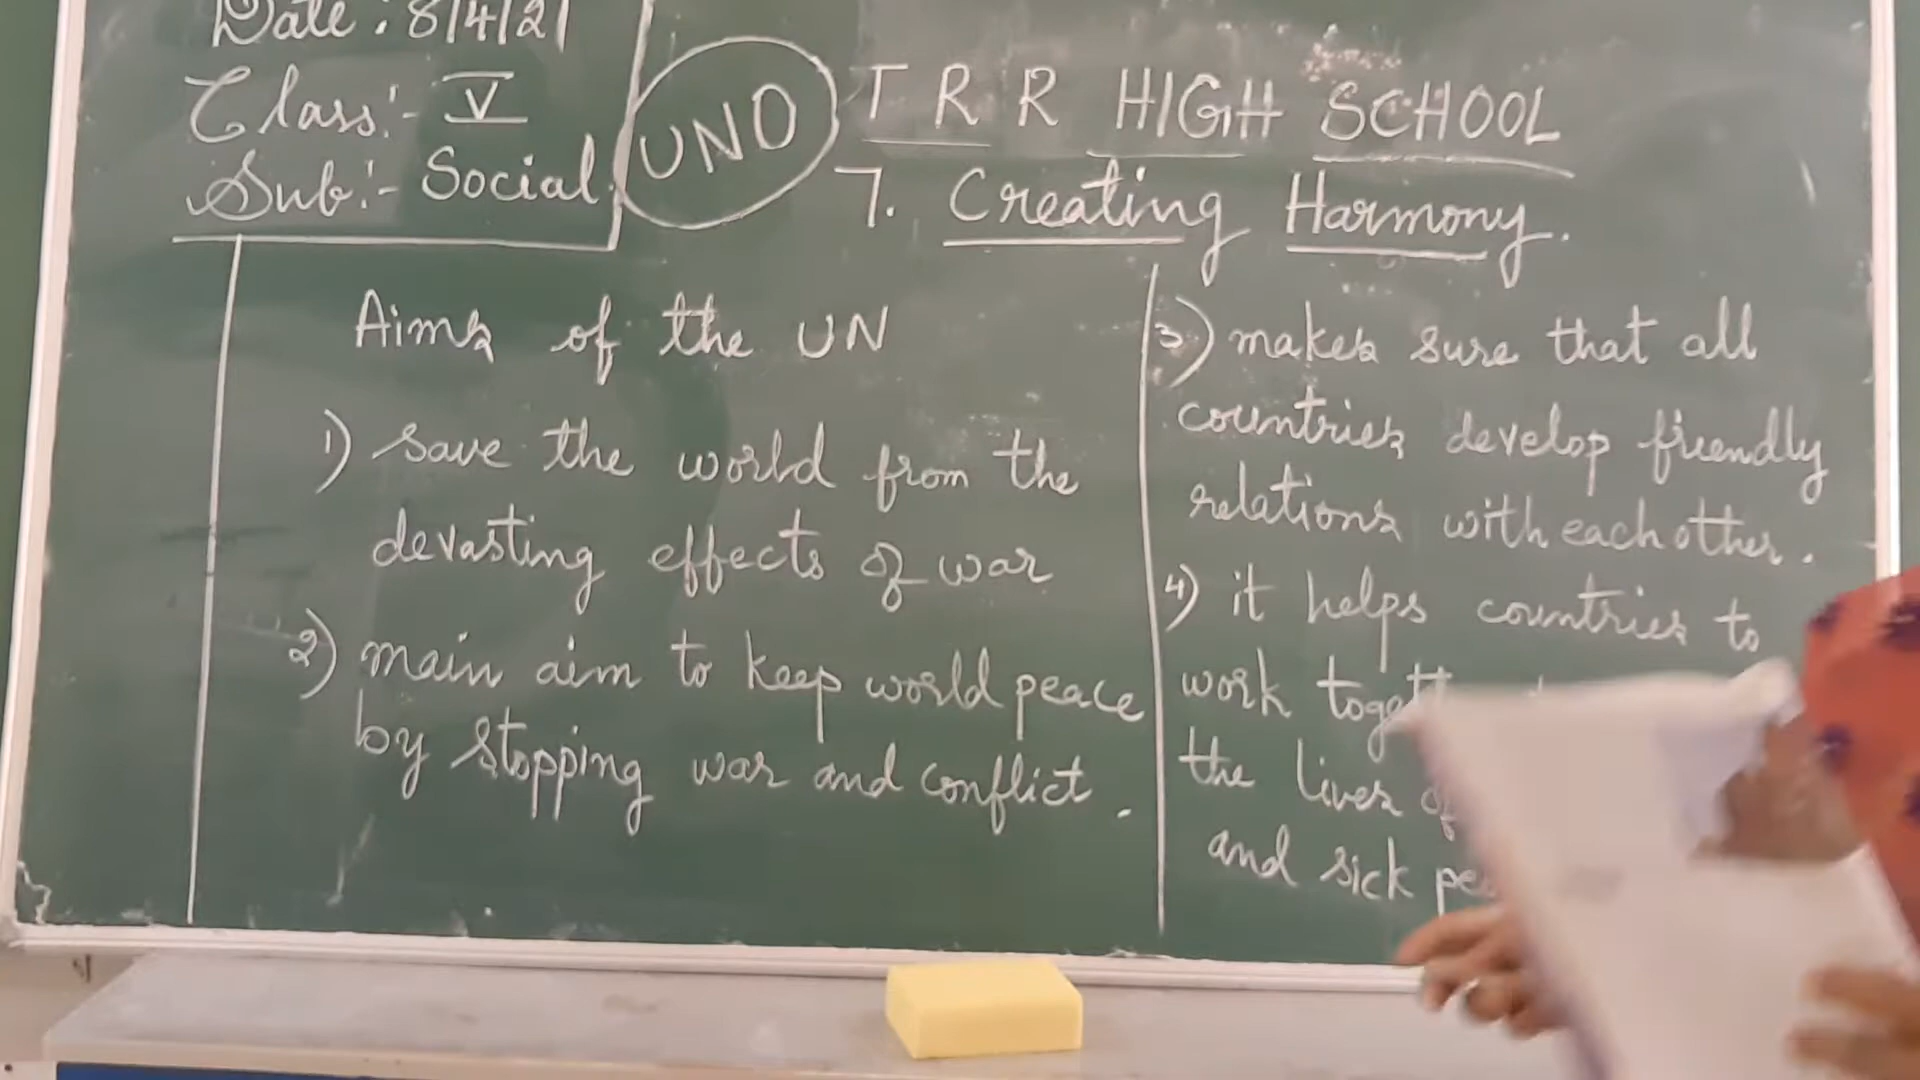 Date : 8/4/21
Class:- V
Sub:- Social
UNO
T R R HIGH SCHOOL
7. Creating Harmony.
Aims of the UN
1) save the world from the
devasting effects of war
2) main aim to keep world peace
by stopping war and conflict.
3) makes sure that all
countries develop friendly
relations with each other.
4) it helps countries to
work
the lives of
and sick